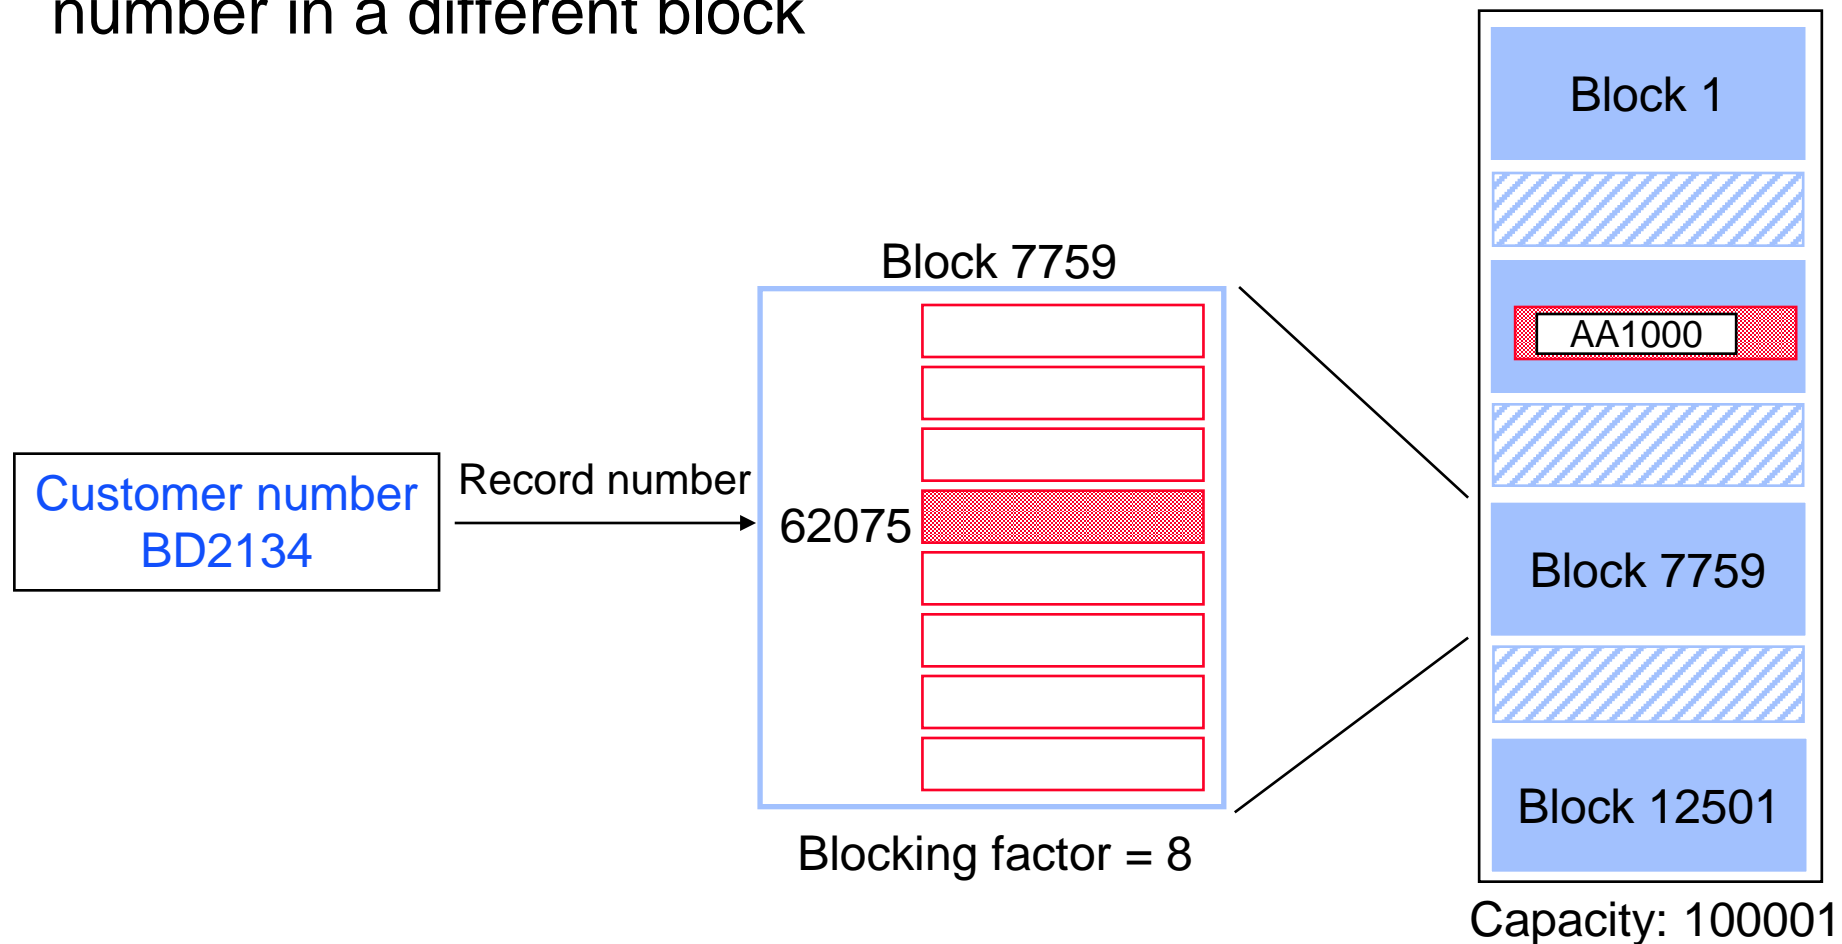 number in a different block
Block 1
Block 7759
AA1000
Customer number
BD2134
Record number
62075
Block 7759
Block 12501
Blocking factor = 8
Capacity: 100001